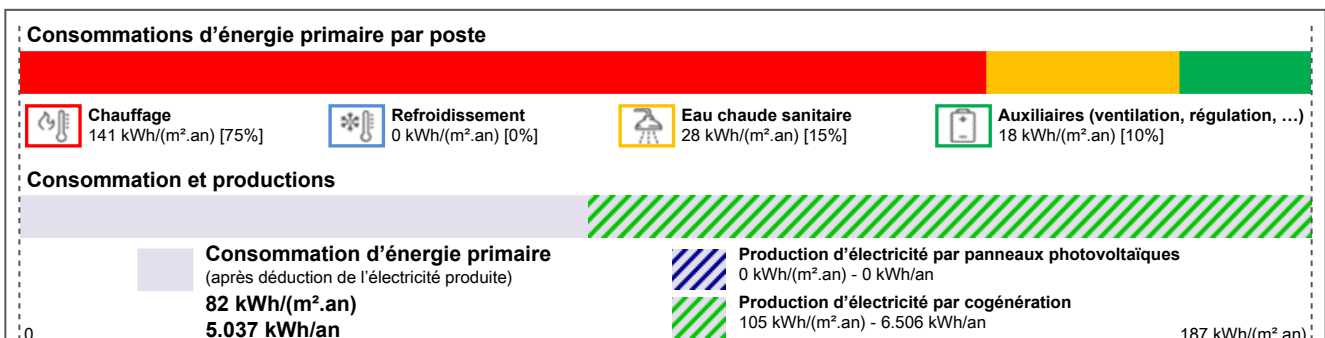 Consommations d'énergie primaire par poste
Chauffage
141 kWh/(m².an) [75%]
Refroidissement
0 kWh/(m².an) [0%]
Eau chaude sanitaire
28 kWh/(m².an) [15%]
Auxiliaires (ventilation, régulation, …)
18 kWh/(m².an) [10%]
Consommation et productions
Consommation d'énergie primaire
(après déduction de l'électricité produite)
82 kWh/(m².an)
5.037 kWh/an
Production d'électricité par panneaux photovoltaïques
0 kWh/(m².an) - 0 kWh/an
Production d'électricité par cogénération
105 kWh/(m².an) - 6.506 kWh/an
0
187 kWh/(m².an)